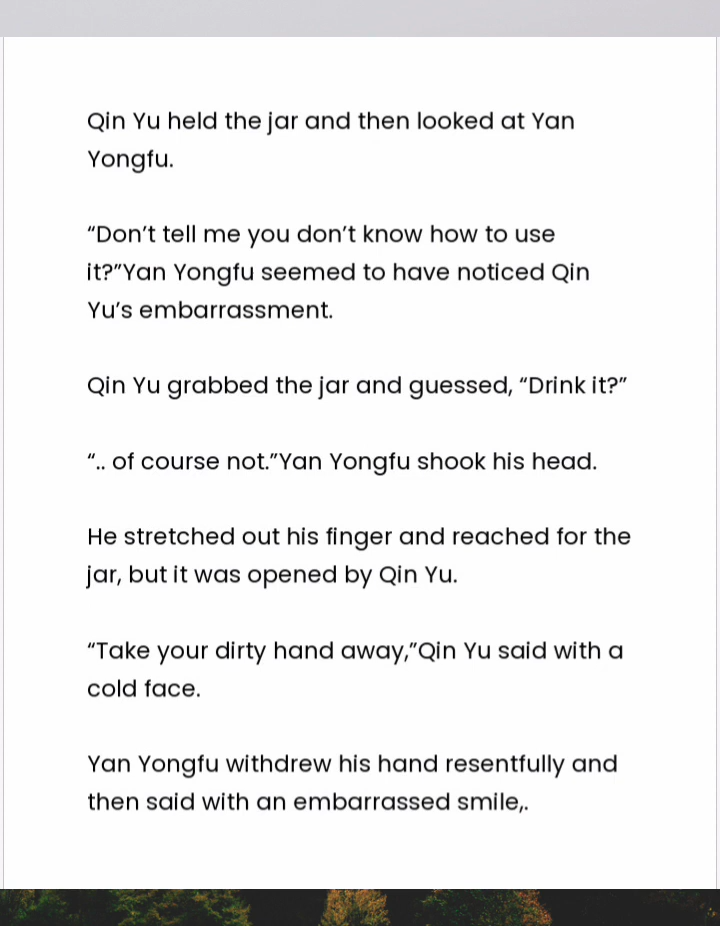 Qin Yu held the jar and then looked at Yan
Yongfu.
“Don’t tell me you don’t know how to use
it?”Yan Yongfu seemed to have noticed Qin
Yu’s embarrassment.
Qin Yu grabbed the jar and guessed, “Drink it?”
“.. of course not.”Yan Yongfu shook his head.
He stretched out his finger and reached for the
jar, but it was opened by Qin Yu.
“Take your dirty hand away,”Qin Yu said with a
cold face.
Yan Yongfu withdrew his hand resentfully and
then said with an embarrassed smile,.